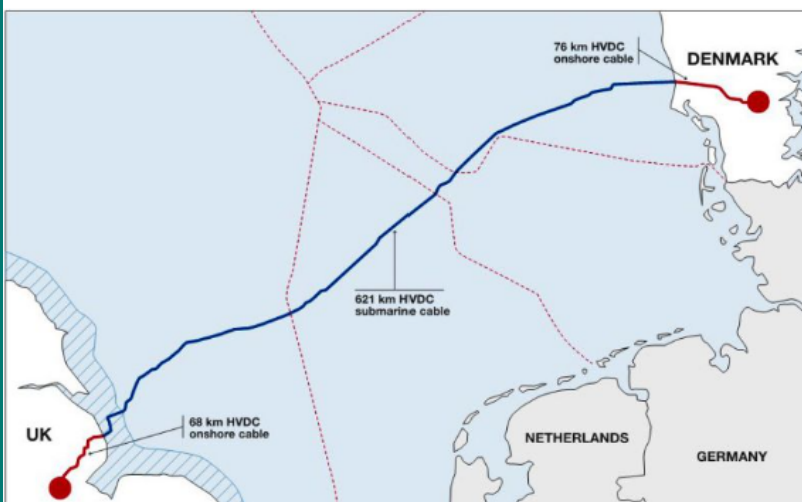 76 km HVDC
onshore cable
DENMARK
621 km HVDC
submarine cable
68 km HVDC
onshore cable
UK
NETHERLANDS
GERMANY